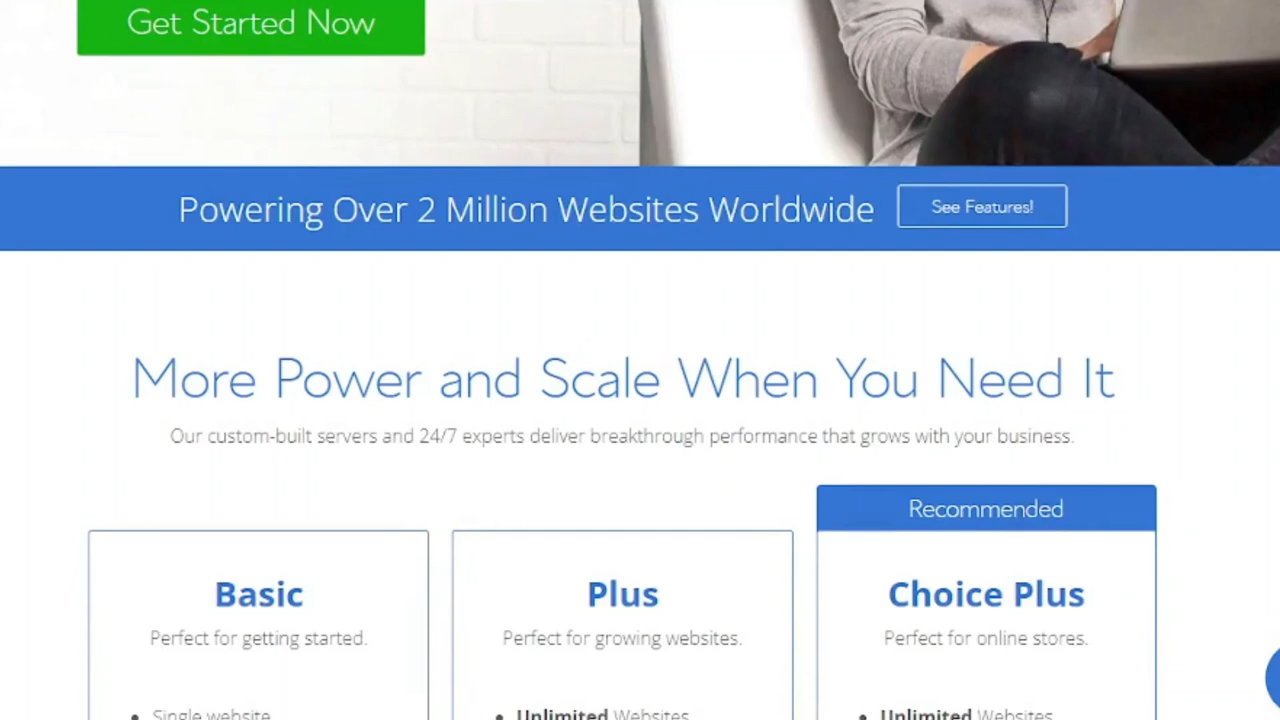 Get Started Now
Powering Over 2 Million Websites Worldwide
See Features!
More Power and Scale When You Need It
Our custom-built servers and 24/7 experts deliver breakthrough performance that grows with your business.
Recommended
Basic
Plus
Choice Plus
Perfect for getting started.
Perfect for growing websites.
Perfect for online stores.
• Single website
• Unlimited Websites
• Unlimited Websites